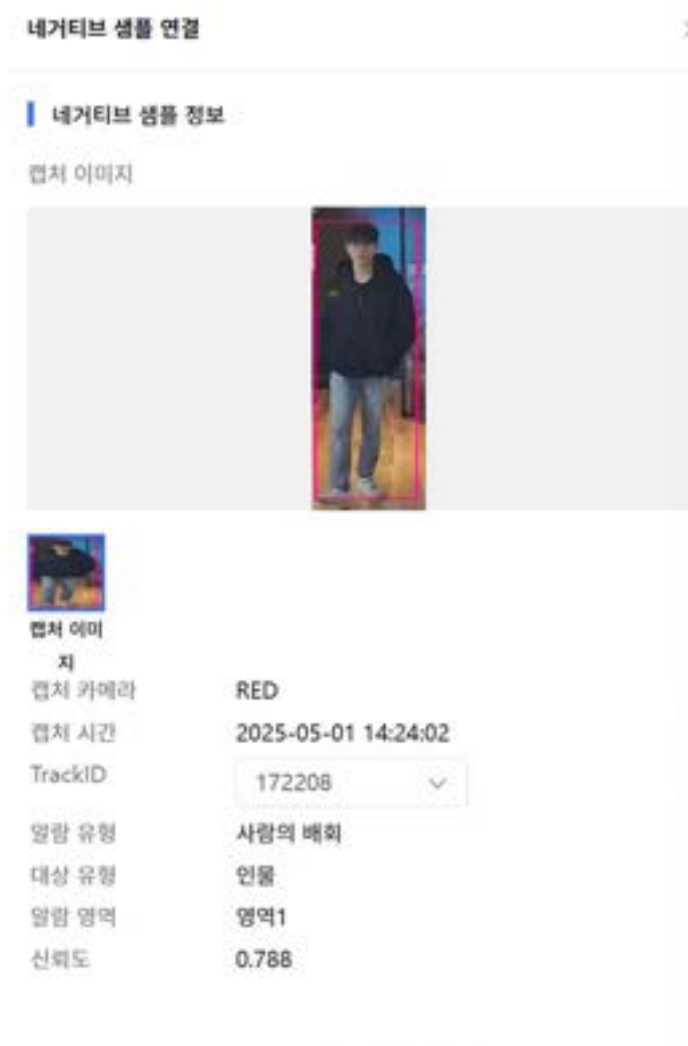 네거티브 샘플 연결
네거티브 샘플 정보
캡처 이미지
캡처 이미
지
캡처 카메라 RED
캡처 시간 2025-05-01 14:24:02
TrackID 172208
알람 유형 사람의 배회
대상 유형 인물
알람 영역 영역1
신뢰도 0.788